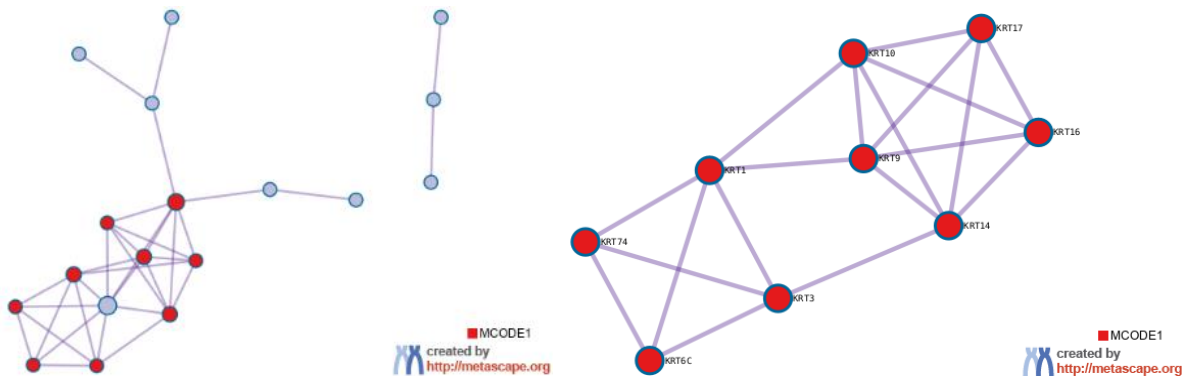 MCODE1
created by
http://metascape.org
KRT17
KRT10
KRT16
KRT9
KRT1
KRT14
KRT74
KRT3
KRT6C
MCODE1
created by
http://metascape.org